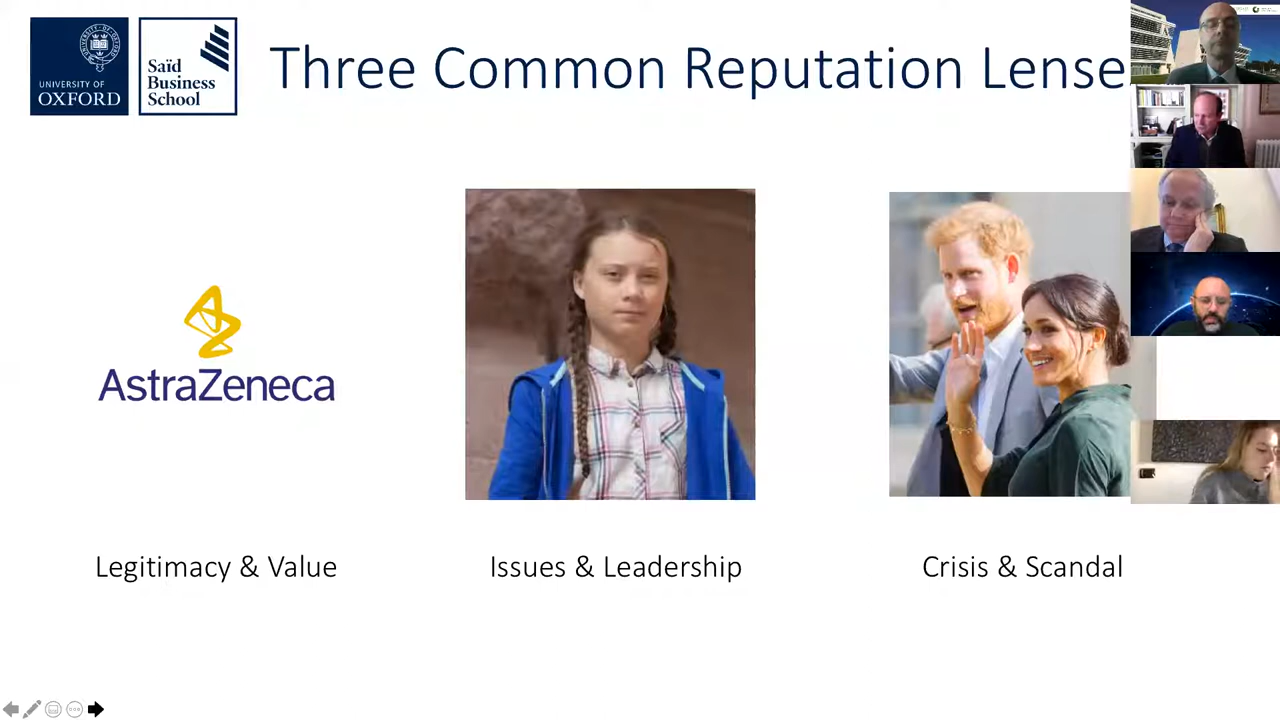 UNIVERSITY OF
OXFORD
Saïd
Business
School
Three Common Reputation Lense
AstraZeneca
Legitimacy & Value
Issues & Leadership
Crisis & Scandal